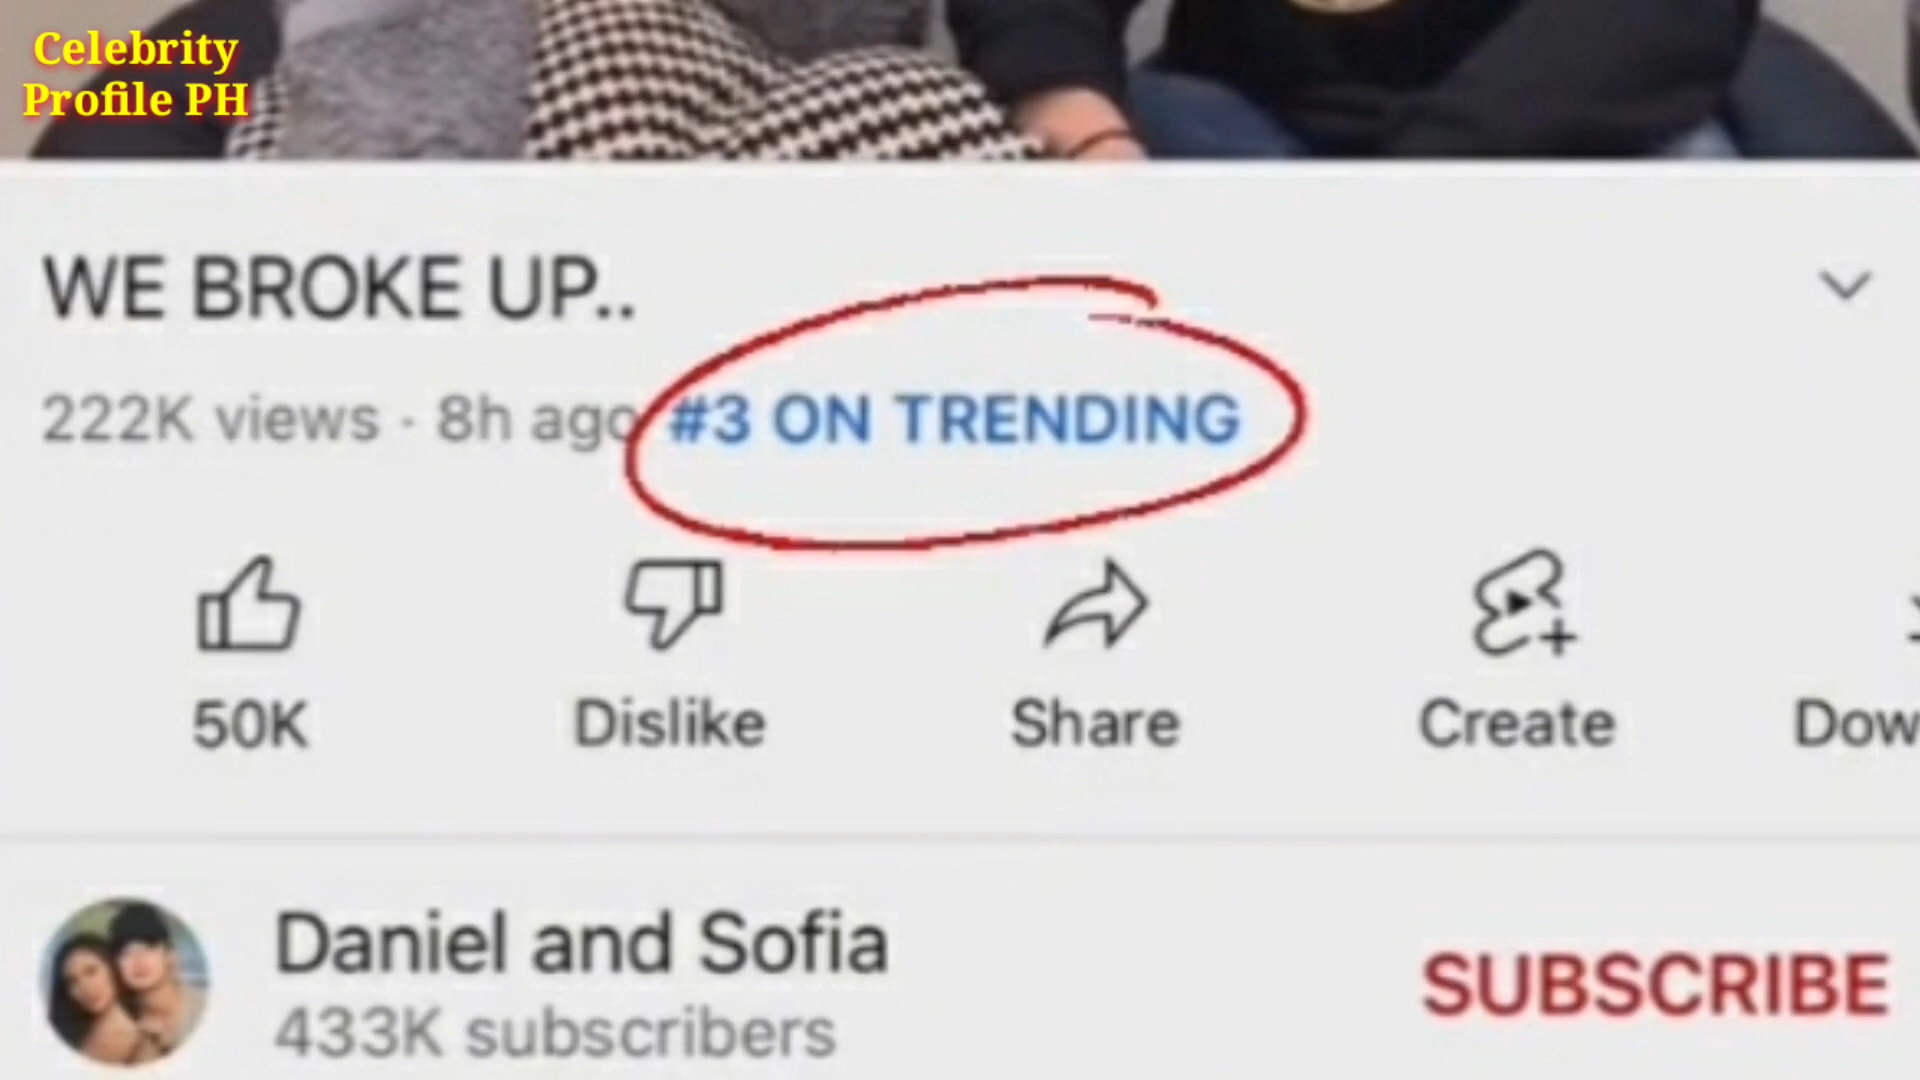 Celebrity
Profile PH
WE BROKE UP..
222K views · 8h ago #3 ON TRENDING
50K Dislike Share Create Dow
Daniel and Sofia SUBSCRIBE
433K subscribers